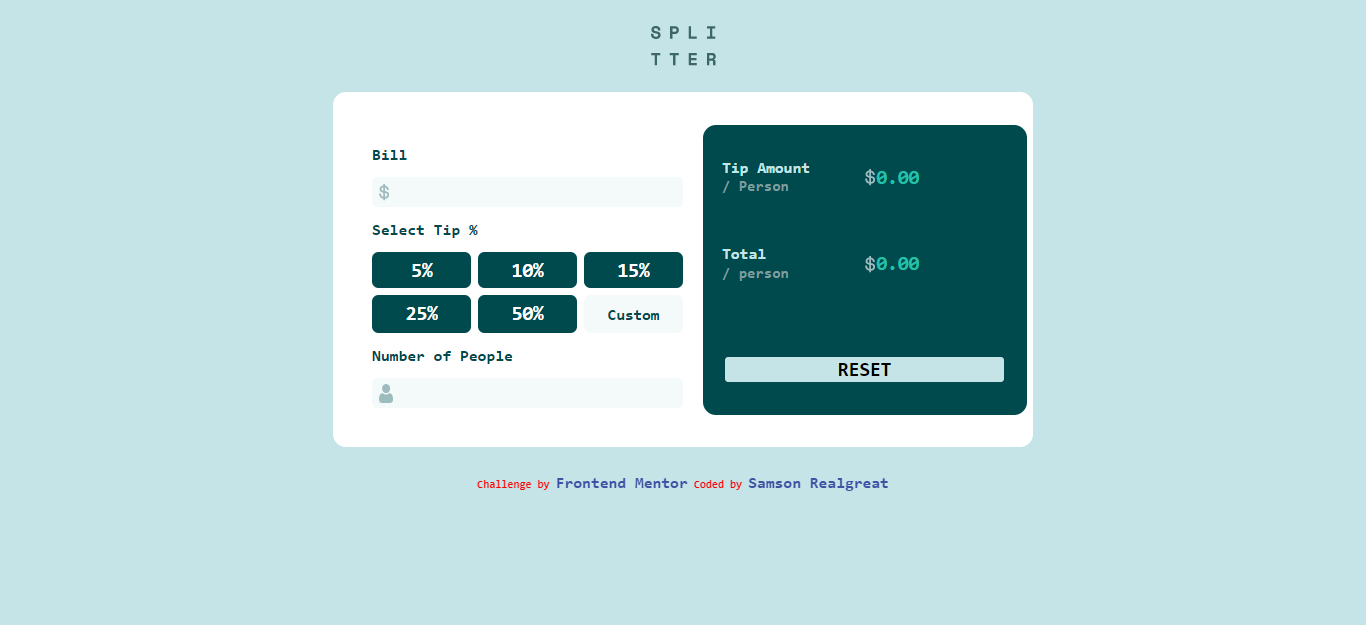 SPLI
TTER
Bill
$
Select Tip %
5% 10% 15%
25% 50% Custom
Number of People
Tip Amount
/ Person
$0.00
Total
/ person
$0.00
RESET
Challenge by Frontend Mentor Coded by Samson Realgreat